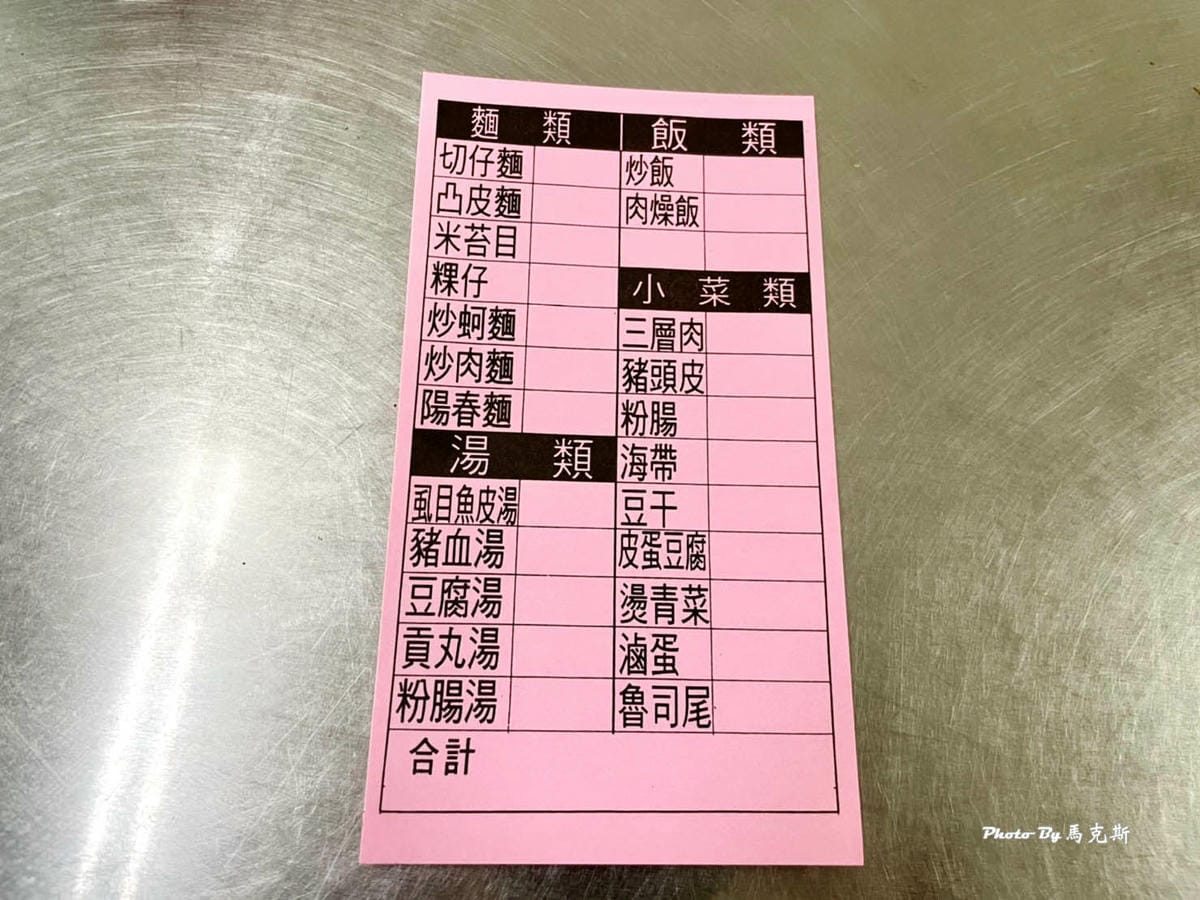 麵 類
切仔麵
凸皮麵
米苔目
粿仔
炒蚵麵
炒肉麵
陽春麵
湯 類
虱目魚皮湯
豬血湯
豆腐湯
貢丸湯
粉腸湯
飯 類
炒飯
肉燥飯
小 菜 類
三層肉
豬頭皮
粉腸
海帶
豆干
皮蛋豆腐
燙青菜
滷蛋
魯司尾
合計
Photo By 馬克斯